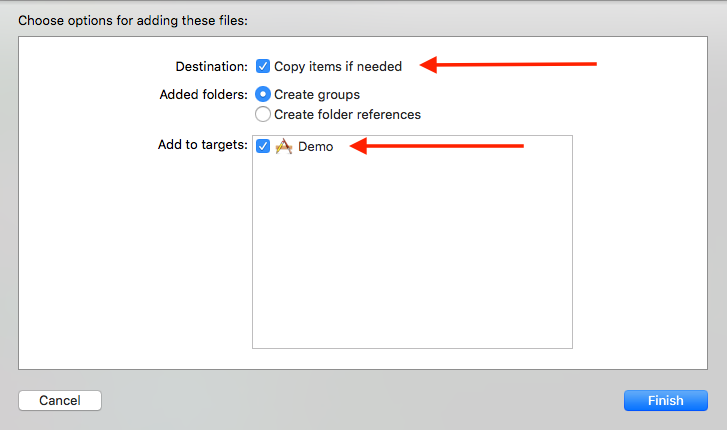 Choose options for adding these files:
Destination: Copy items if needed
Added folders: Create groups
Create folder references
Add to targets: Demo
Cancel Finish